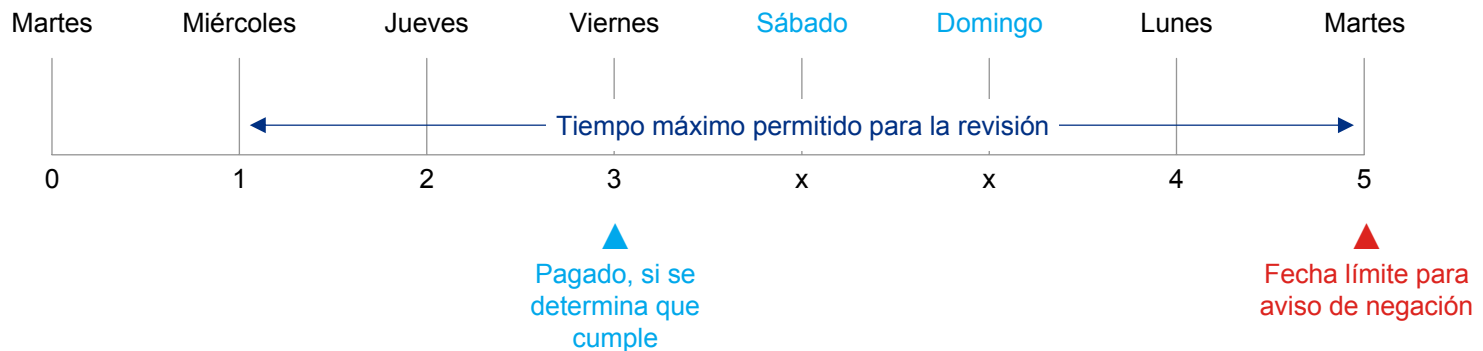 Martes Miércoles Jueves Viernes Sábado Domingo Lunes Martes
Tiempo máximo permitido para la revisión
0 1 2 3 x x 4 5
Pagado, si se
determina que
cumple
Fecha límite para
aviso de negación